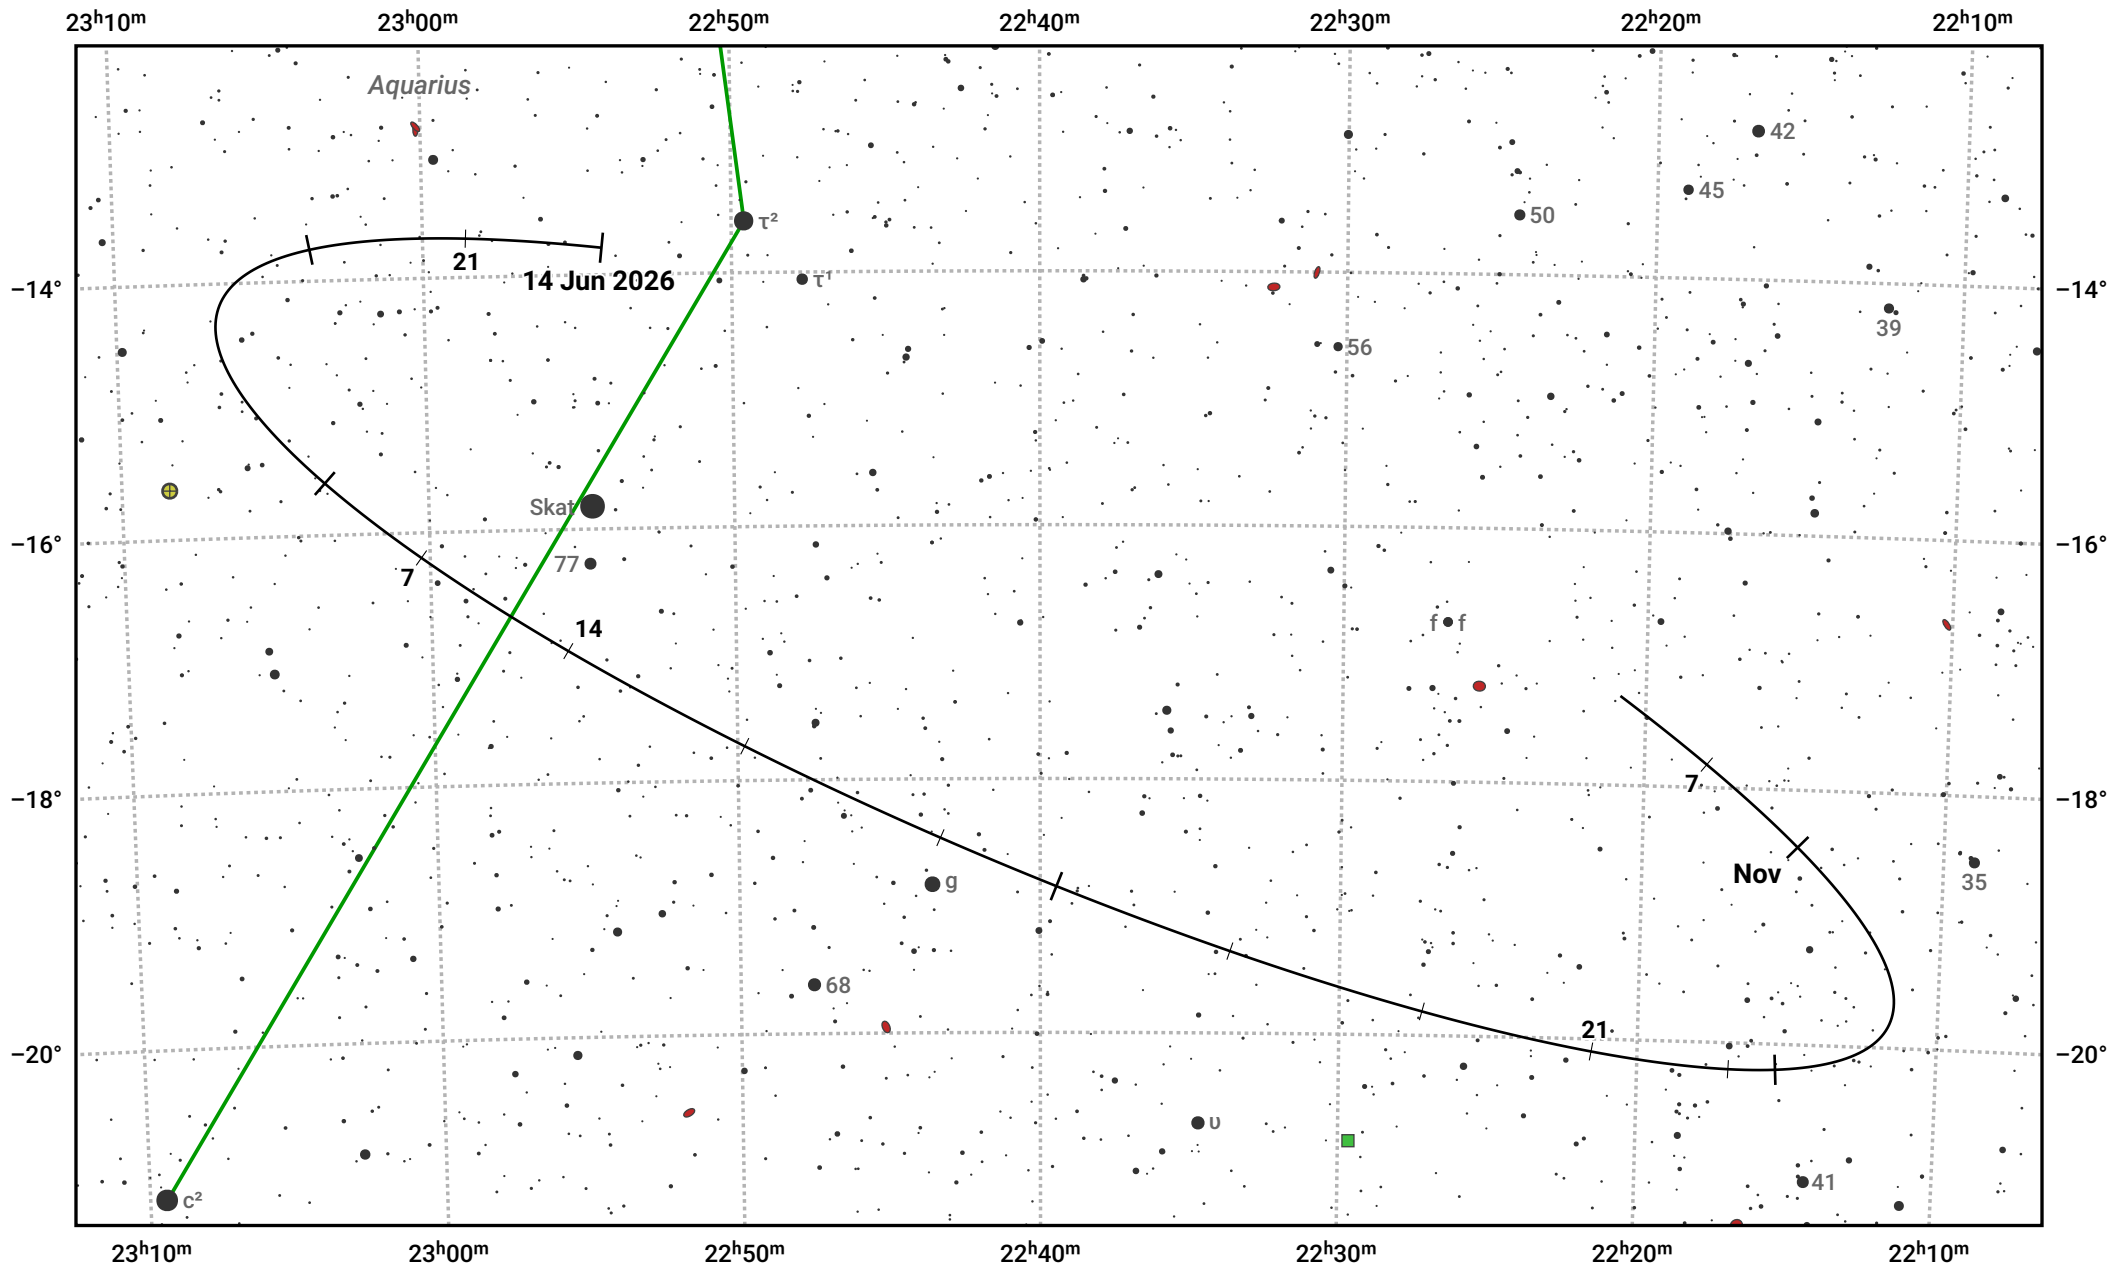 23ʰ10ᵐ 23ʰ00ᵐ 22ʰ50ᵐ 22ʰ40ᵐ 22ʰ30ᵐ 22ʰ20ᵐ 22ʰ10ᵐ
Aquarius
42
45
50
τ²
21
14 Jun 2026
τ¹
−14° −14°
39
56
Skat
−16° −16°
77
7
14
f f
7
−18° −18°
Nov
35
g
68
21
−20° −20°
υ
41
c²
23ʰ10ᵐ 23ʰ00ᵐ 22ʰ50ᵐ 22ʰ40ᵐ 22ʰ30ᵐ 22ʰ20ᵐ 22ʰ10ᵐ